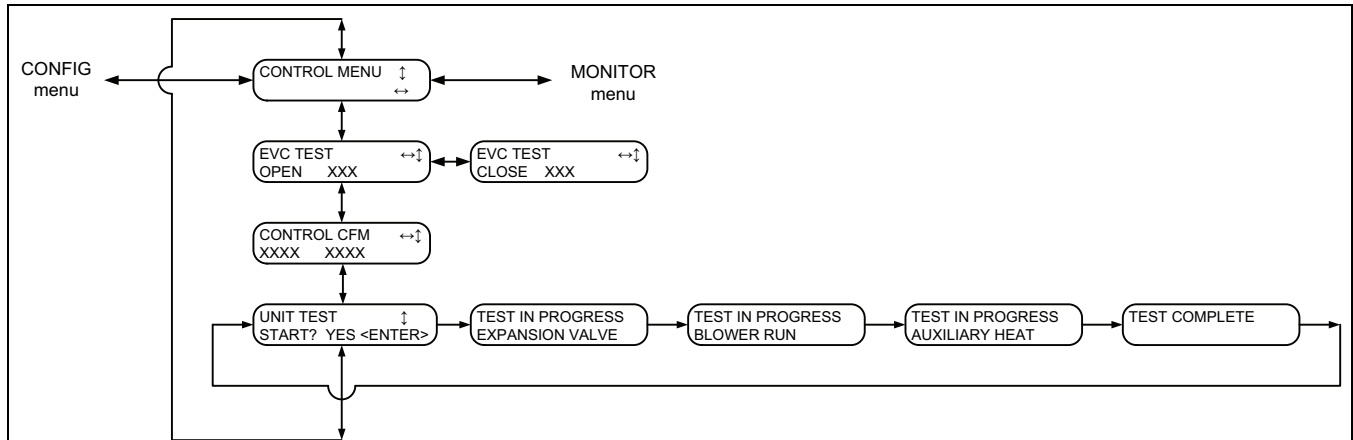 CONFIG
menu
CONTROL MENU ↕
↔
MONITOR
menu
EVC TEST ↔↕
OPEN XXX
EVC TEST ↔↕
CLOSE XXX
CONTROL CFM ↔↕
XXXX XXXX
UNIT TEST ↕
START? YES <ENTER>
TEST IN PROGRESS
EXPANSION VALVE
TEST IN PROGRESS
BLOWER RUN
TEST IN PROGRESS
AUXILIARY HEAT
TEST COMPLETE